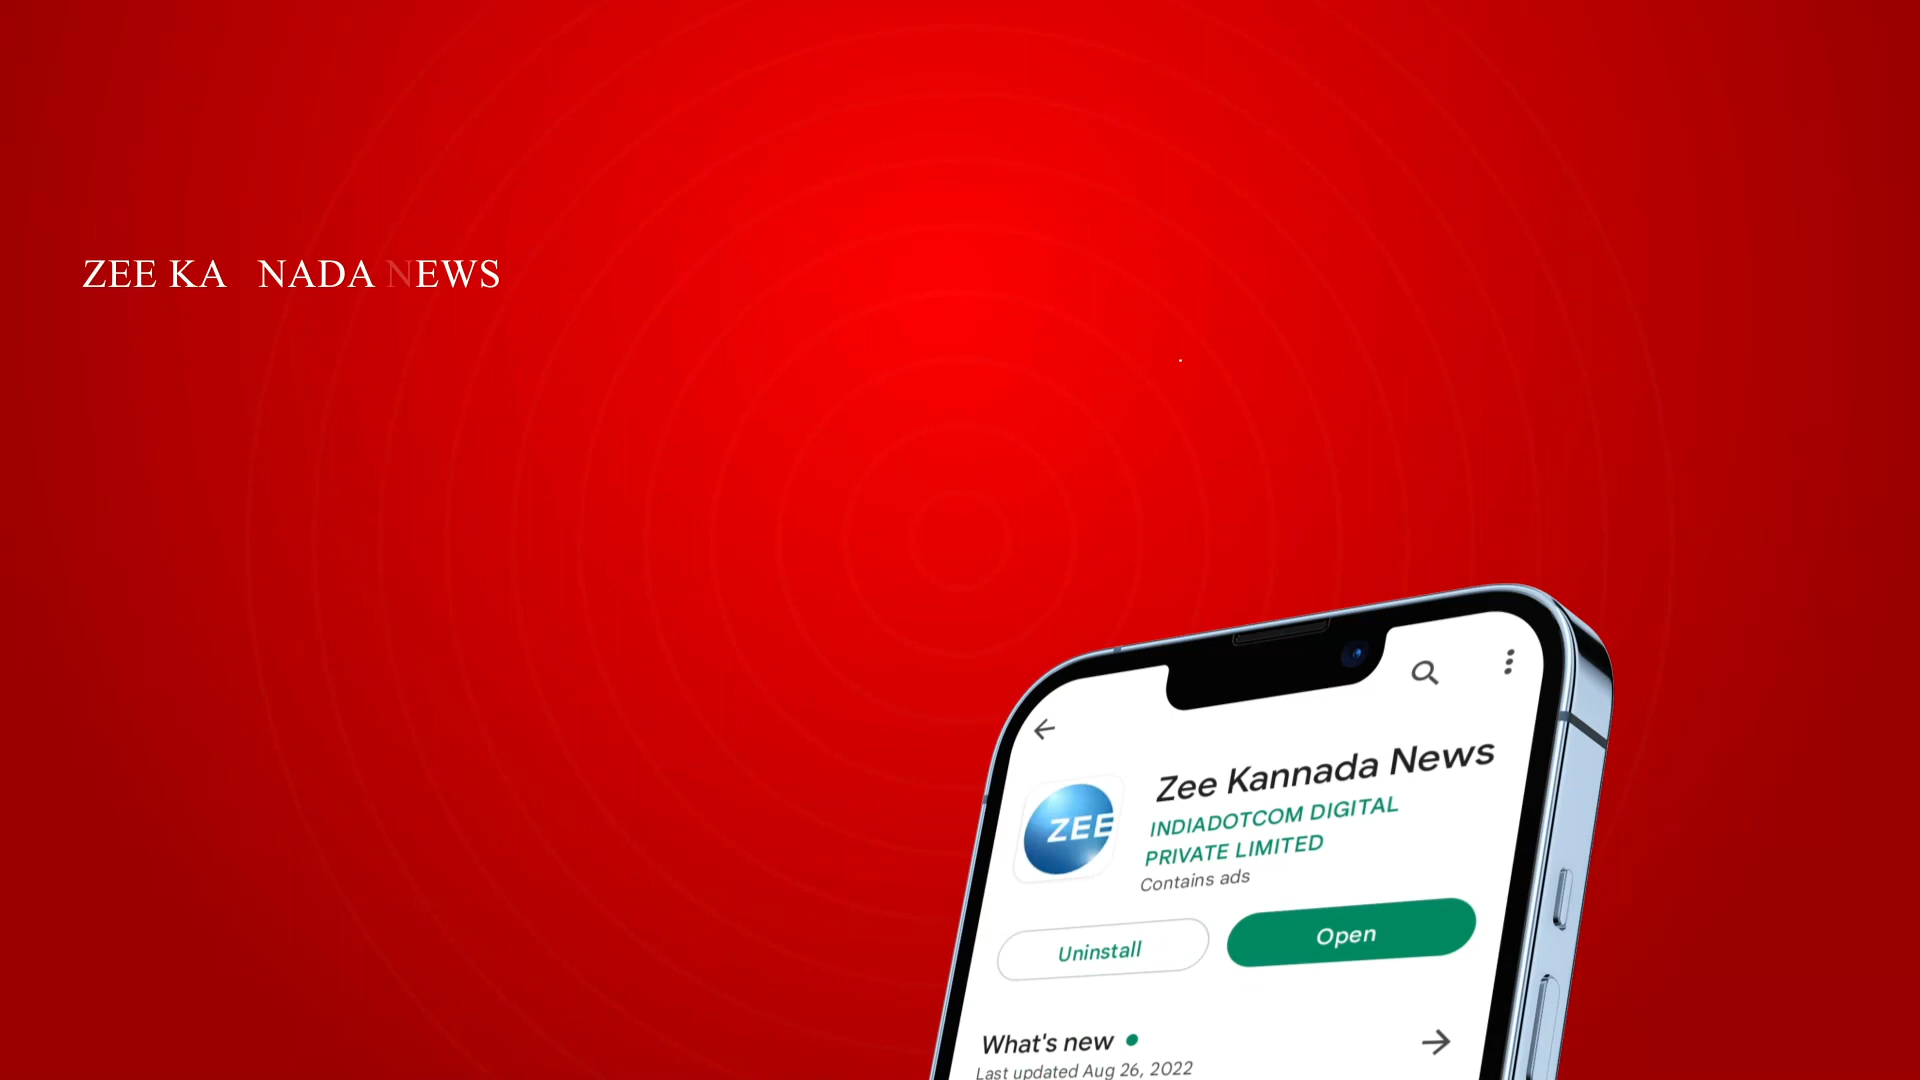 ZEE KA NADA NEWS
Zee Kannada News
INDIADOTCOM DIGITAL
PRIVATE LIMITED
Contains ads
ZEE
Uninstall
Open
What's new
Last updated Aug 26, 2022